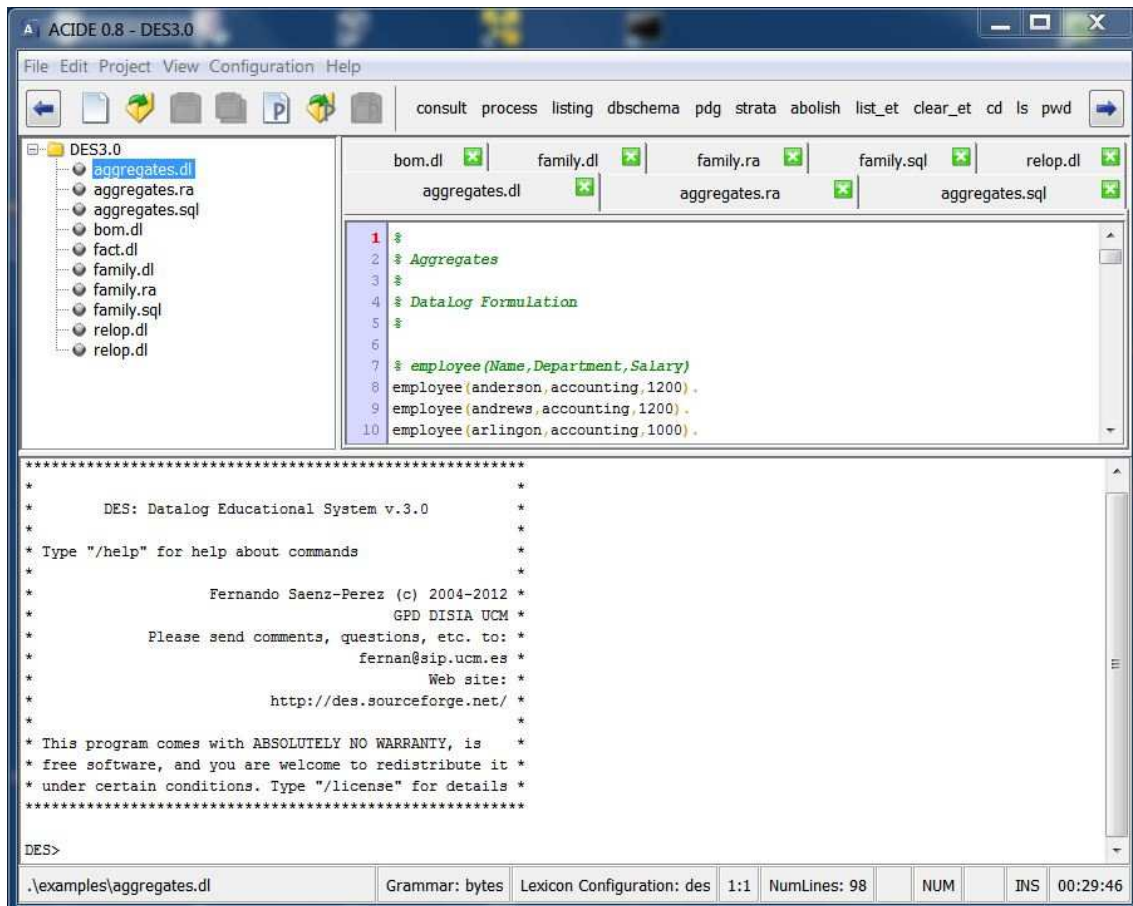 ACIDE 0.8 - DES3.0
File Edit Project View Configuration Help
consult process listing dbschema pdg strata abolish list_et clear_et cd ls pwd
DES3.0
aggregates.dl
aggregates.ra
aggregates.sql
bom.dl
fact.dl
family.dl
family.ra
family.sql
relop.dl
relop.dl
bom.dl family.dl family.ra family.sql relop.dl
aggregates.dl aggregates.ra aggregates.sql
1 %
2 % Aggregates
3 %
4 % Datalog Formulation
5 %
6
7 % employee(Name,Department,Salary)
8 employee(anderson,accounting,1200).
9 employee(andrews,accounting,1200).
10 employee(arlingon,accounting,1000).
*********************************************************
* *
* DES: Datalog Educational System v.3.0 *
* *
* Type "/help" for help about commands *
* *
* Fernando Saenz-Perez (c) 2004-2012 *
* GPD DISIA UCM *
* Please send comments, questions, etc. to: *
* fernan@sip.ucm.es *
* Web site: *
* http://des.sourceforge.net/ *
* *
* This program comes with ABSOLUTELY NO WARRANTY, is *
* free software, and you are welcome to redistribute it *
* under certain conditions. Type "/license" for details *
*********************************************************
DES>
.\examples\aggregates.dl Grammar: bytes Lexicon Configuration: des 1:1 NumLines: 98 NUM INS 00:29:46